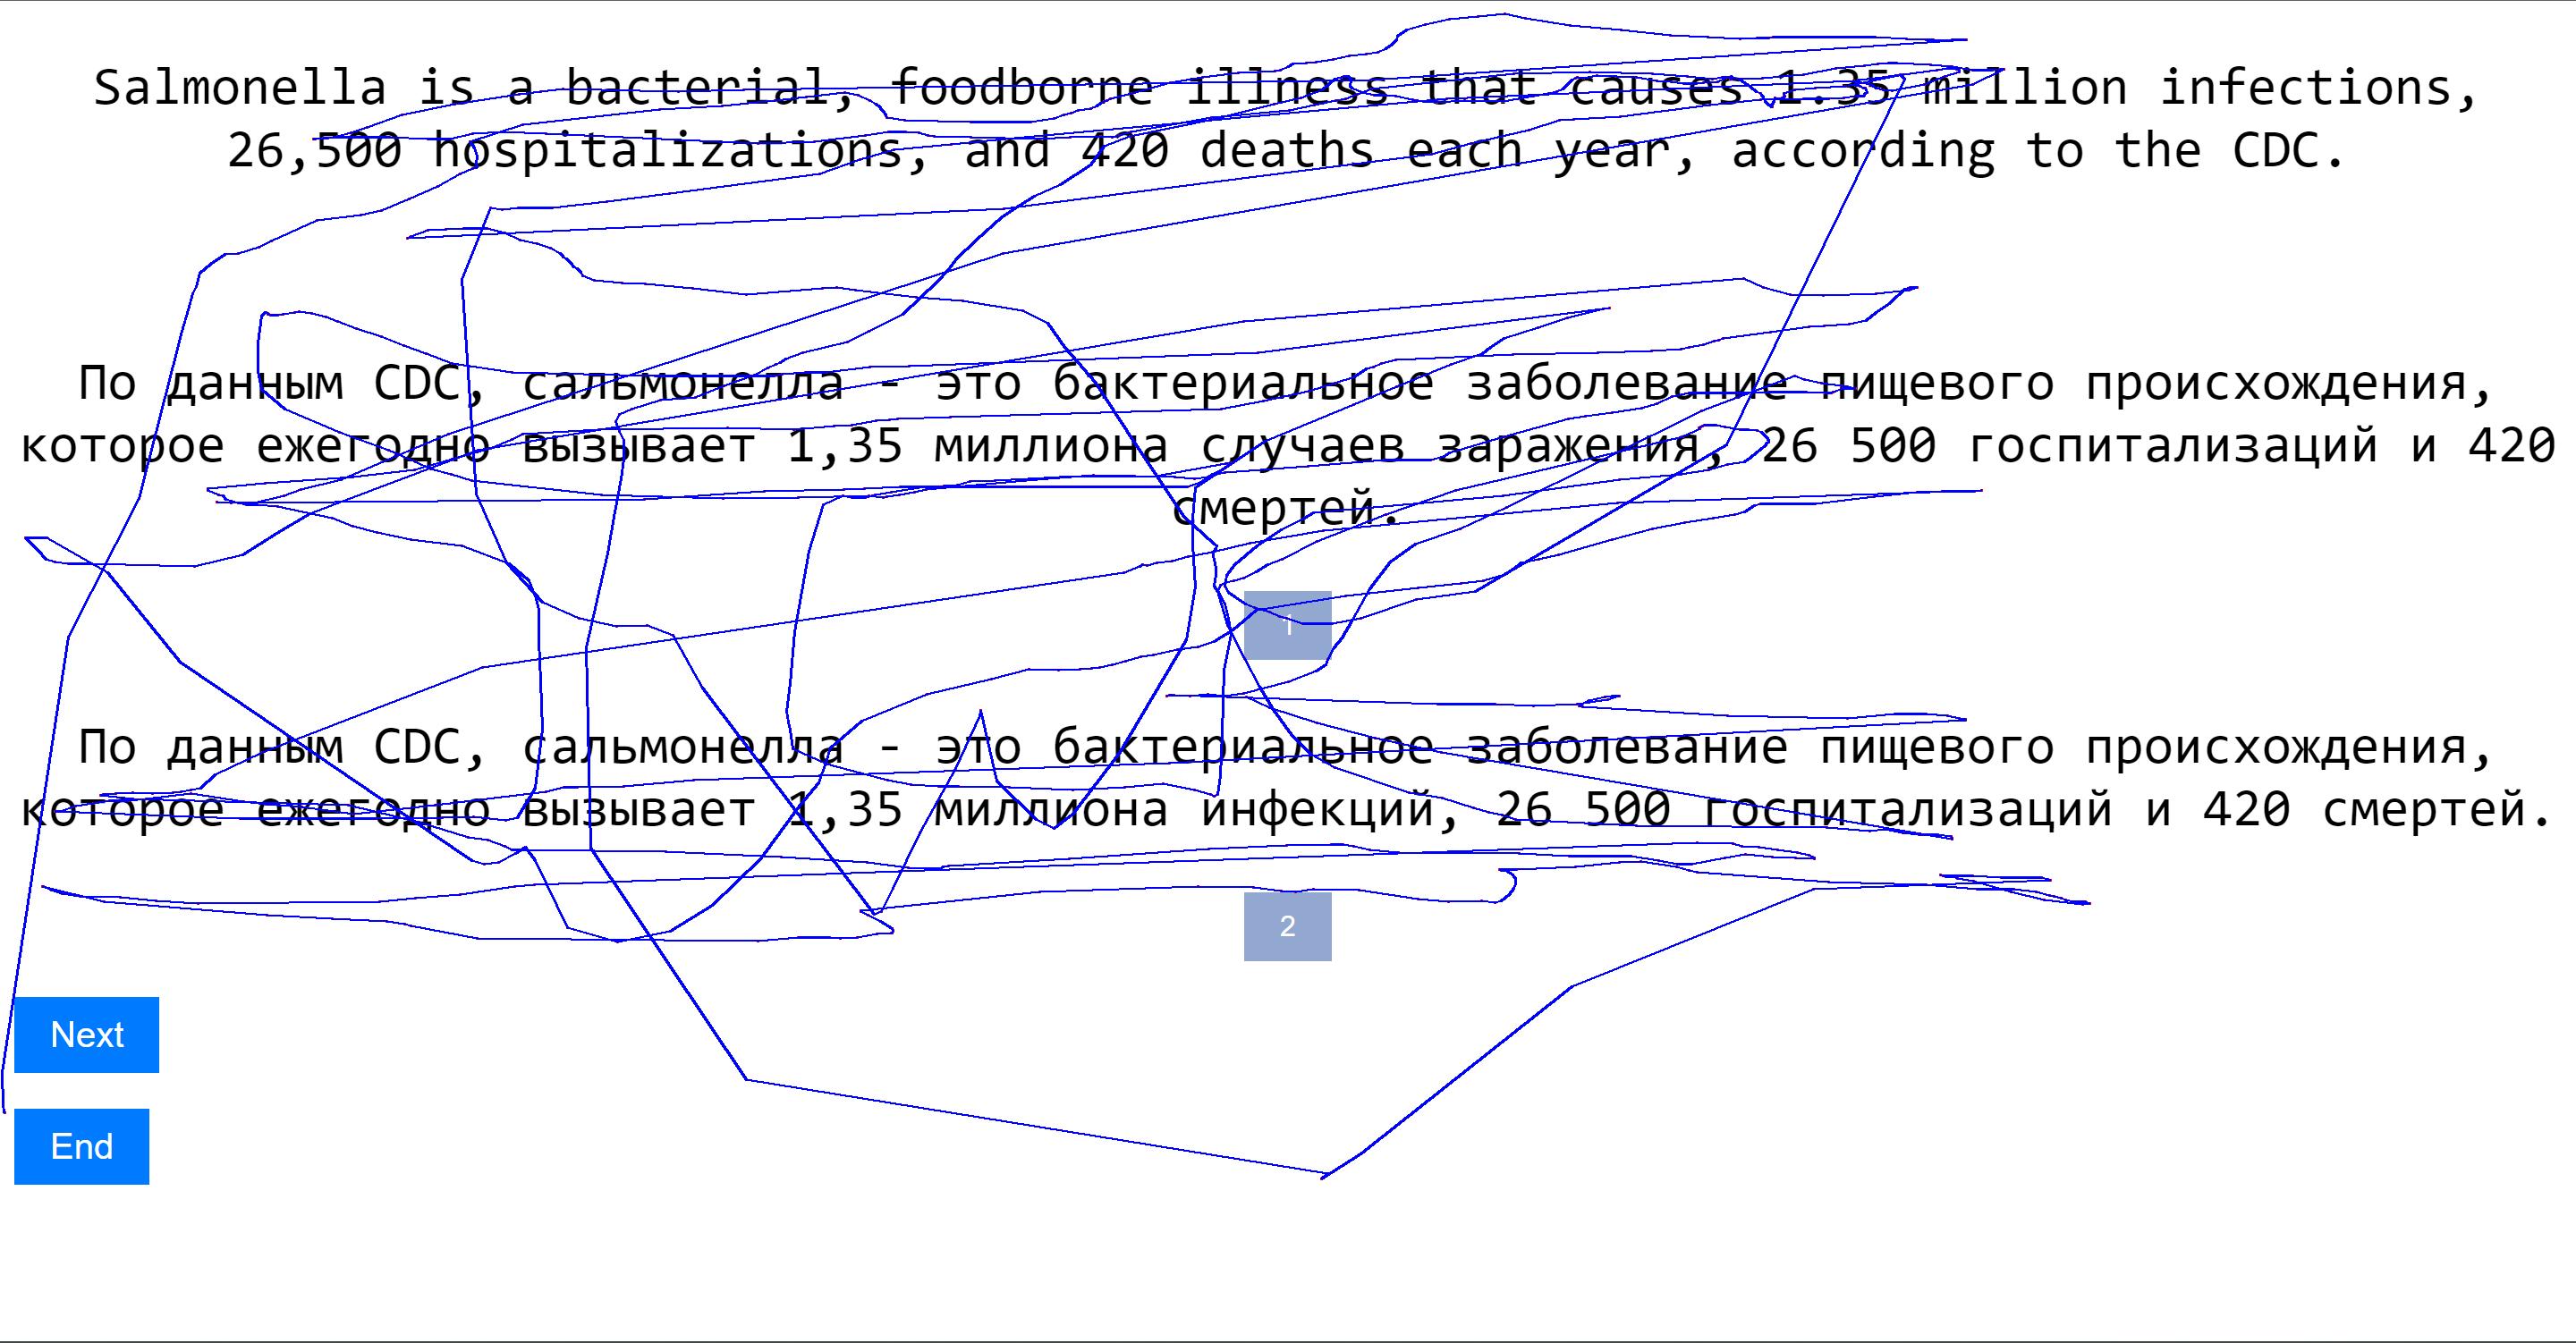 Salmonella is a bacterial, foodborne illness that causes 1.35 million infections,
26,500 hospitalizations, and 420 deaths each year, according to the CDC.
По данным CDC, сальмонелла - это бактериальное заболевание пищевого происхождения,
которое ежегодно вызывает 1,35 миллиона случаев заражения, 26 500 госпитализаций и 420
смертей.
1
По данным CDC, сальмонелла - это бактериальное заболевание пищевого происхождения,
которое ежегодно вызывает 1,35 миллиона инфекций, 26 500 госпитализаций и 420 смертей.
2
Next
End